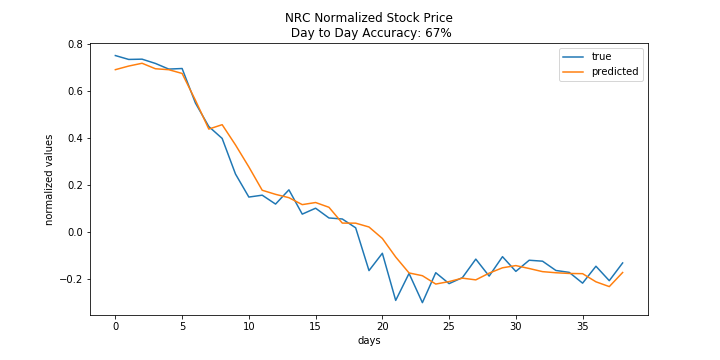 NRC Normalized Stock Price
Day to Day Accuracy: 67%
true
predicted
0.8
0.6
0.4
0.2
0.0
−0.2
normalized values
0 5 10 15 20 25 30 35
days